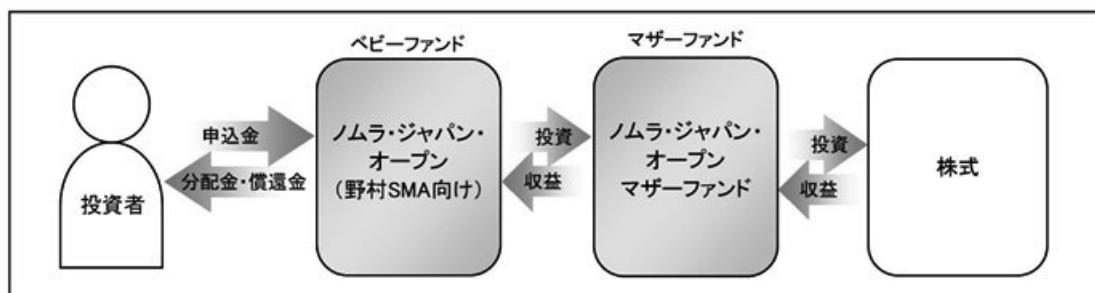 ベビーファンド
マザーファンド
申込金
分配金・償還金
投資者
ノムラ・ジャパン・
オープン
(野村SMA向け)
投資
収益
ノムラ・ジャパン・
オープン
マザーファンド
投資
収益
株式